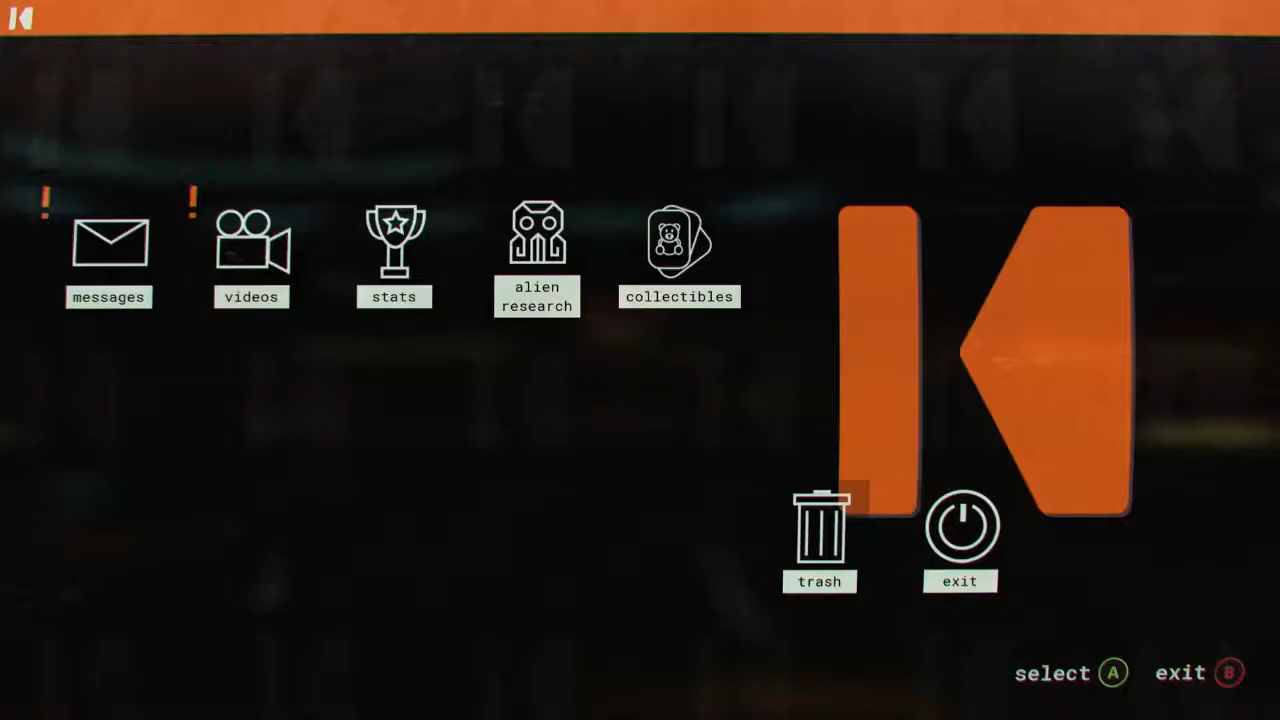 !
!
messages
videos
stats
alien
research
collectibles
trash
exit
select A
exit B